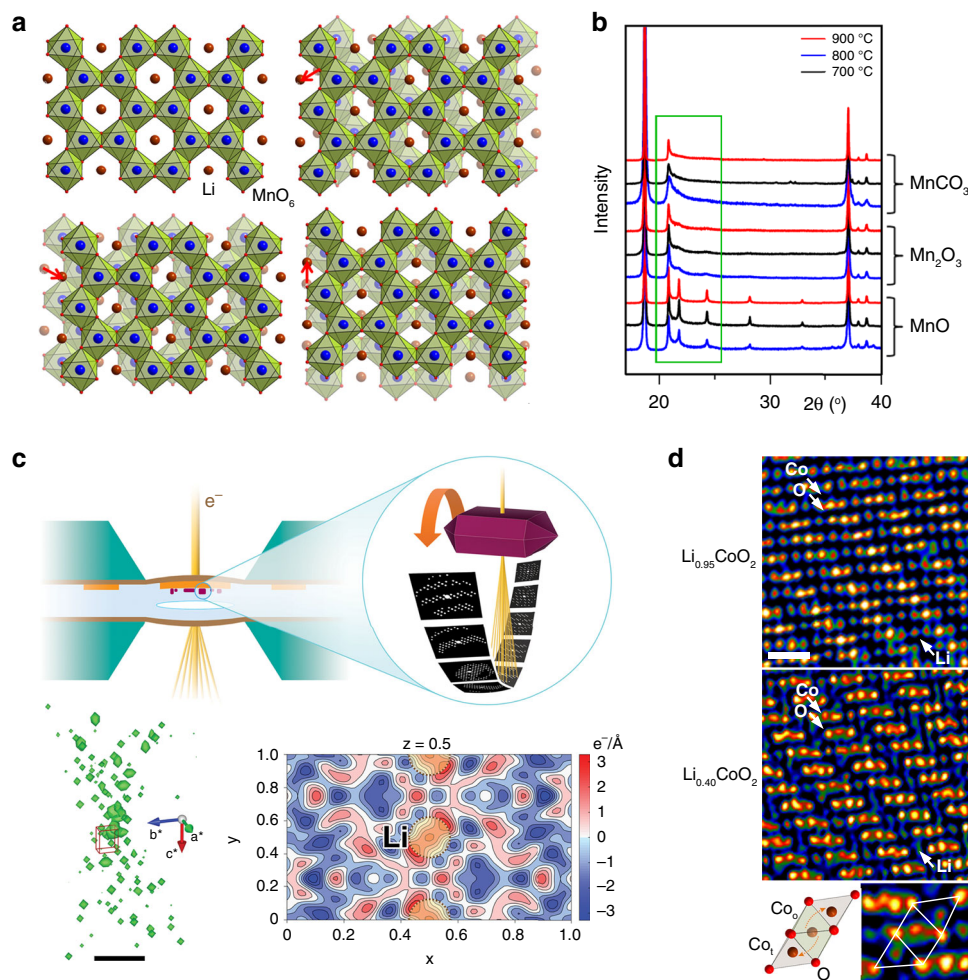 a
Li
MnO₆
b
900 °C
800 °C
700 °C
Intensity
MnCO₃
Mn₂O₃
MnO
20
30
40
2θ (°)
c
e⁻
b*
a*
c*
z = 0.5
e⁻/Å
1.0
0.8
0.6
0.4
0.2
0.0
y
Li
3
2
1
0
−1
−2
−3
0.0
0.2
0.4
0.6
0.8
1.0
x
d
Co
O
Li₀.₉₅CoO₂
Li
Co
O
Li₀.₄₀CoO₂
Li
Coₒ
Coₜ
O